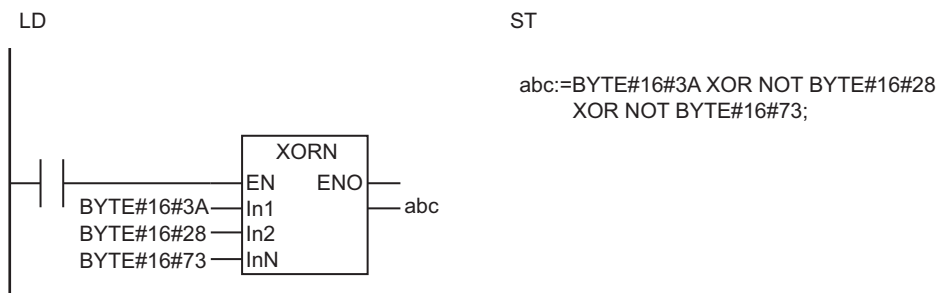 LD
ST
abc:=BYTE#16#3A XOR NOT BYTE#16#28
XOR NOT BYTE#16#73;
XORN
EN ENO
BYTE#16#3A In1 abc
BYTE#16#28 In2
BYTE#16#73 InN